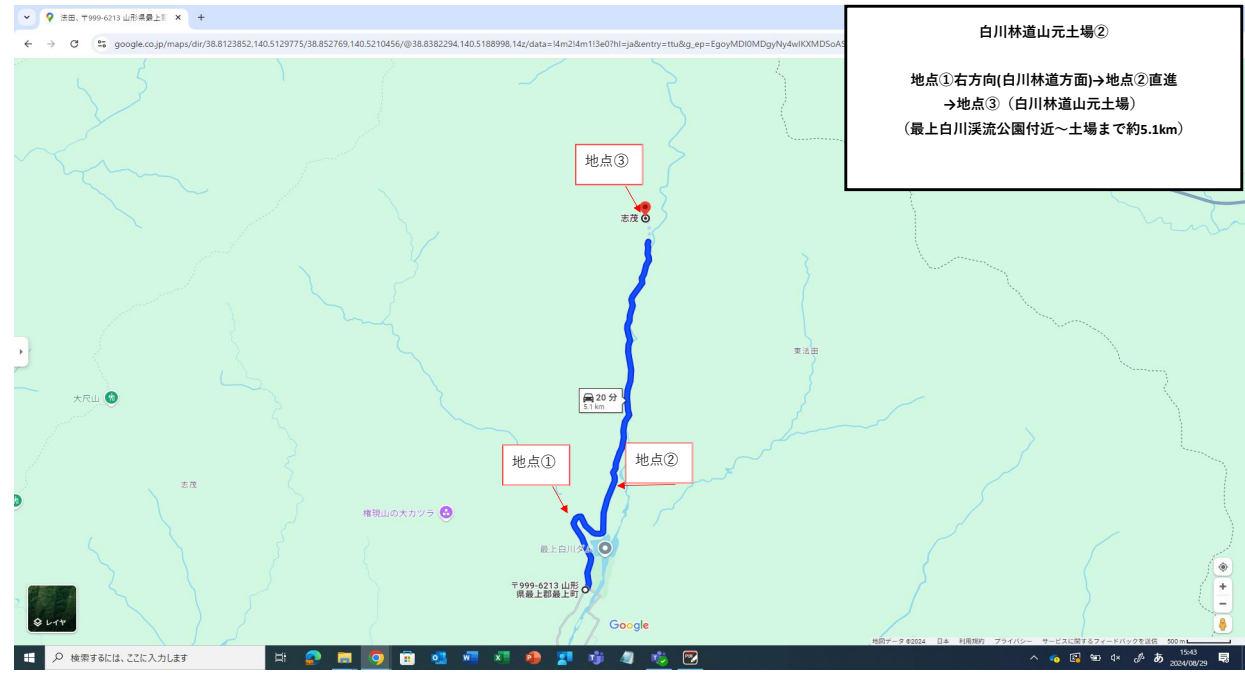 法田、〒999-6213 山形県最上
google.co.jp/maps/dir/38.8123852,140.5129775/38.852769,140.5210456/@38.8382294,140.5188998,14z/data=!4m2!4m1!3e0?hl=ja&entry=ttu&g_ep=EgoyMDI0MDgyNy4wIKXMDSoAS
白川林道山元土場②
地点①右方向(白川林道方面)→地点②直進
→地点③（白川林道山元土場）
（最上白川渓流公園付近～土場まで約5.1km）
地点③
志茂
東法田
大尺山
20 分
5.1 km
地点①
地点②
志茂
権現山の大カツラ
最上白川ダ
〒999-6213 山形
県最上郡最上町
レイヤ
Google
地図データ ©2024 日本 利用規約 プライバシー サービスに関するフィードバックを送信 500 m
検索するには、ここに入力します
あ
15:43
2024/08/29